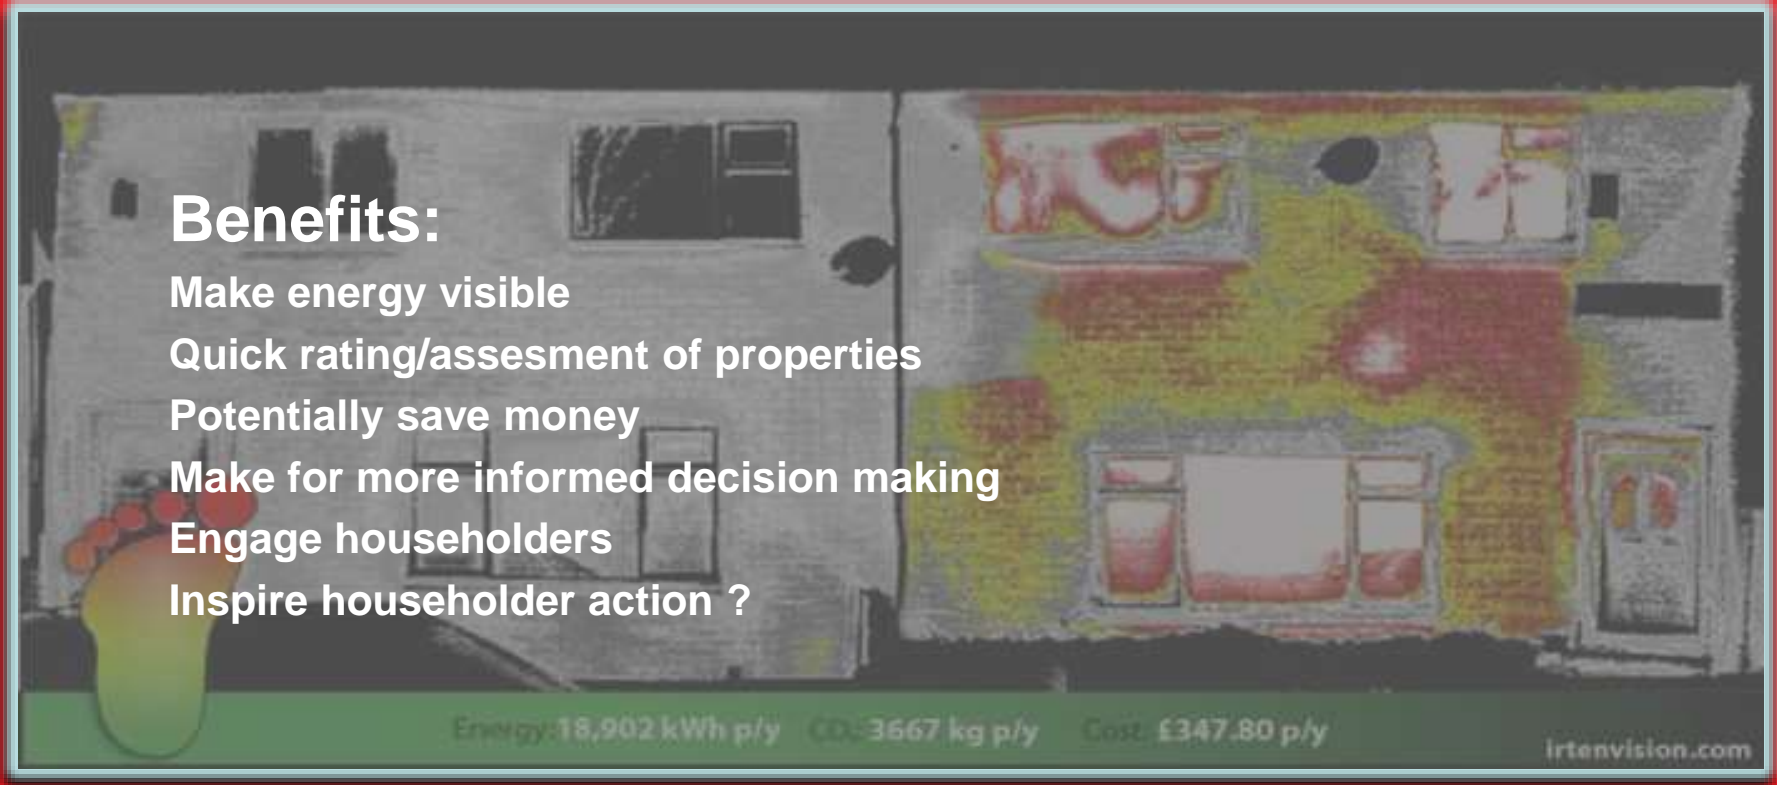 Benefits:
Make energy visible
Quick rating/assesment of properties
Potentially save money
Make for more informed decision making
Engage householders
Inspire householder action ?
Energy: 18,902 kWh p/y CO₂: 3667 kg p/y Cost: £347.80 p/y
irtenvision.com